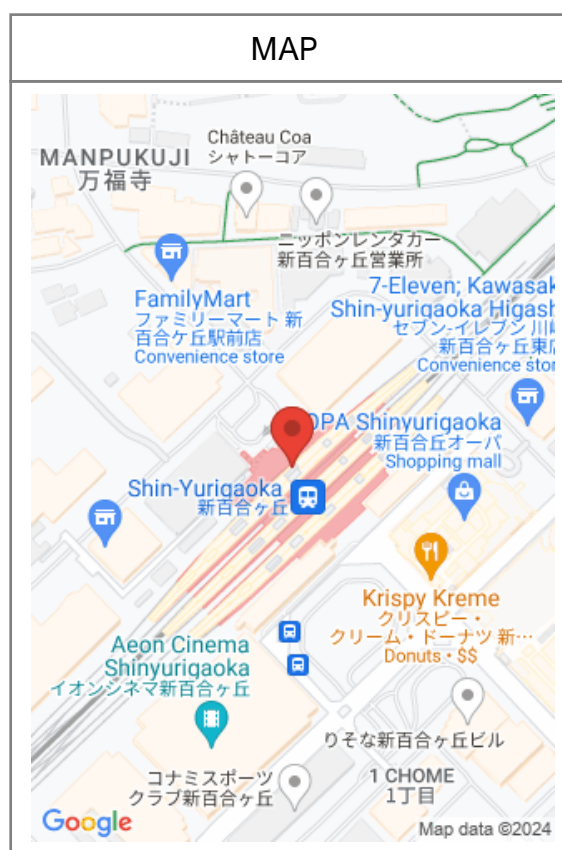 MAP
Château Coa
シャトーコア
MANPUKUJI
万福寺
ニッポンレンタカー
新百合ヶ丘営業所
FamilyMart
ファミリーマート 新
百合ケ丘駅前店
Convenience store
7-Eleven; Kawasak
Shin-yurigaoka Higash
セブン-イレブン 川崎
新百合ヶ丘東店
Convenience stor
OPA Shinyurigaoka
新百合丘オーパ
Shopping mall
Shin-Yurigaoka
新百合ヶ丘
Krispy Kreme
クリスピー・
クリーム・ドーナツ 新…
Donuts・$$
Aeon Cinema
Shinyurigaoka
イオンシネマ新百合ヶ丘
りそな新百合ヶ丘ビル
コナミスポーツ
クラブ新百合ヶ丘
1 CHOME
1丁目
Google
Map data ©2024